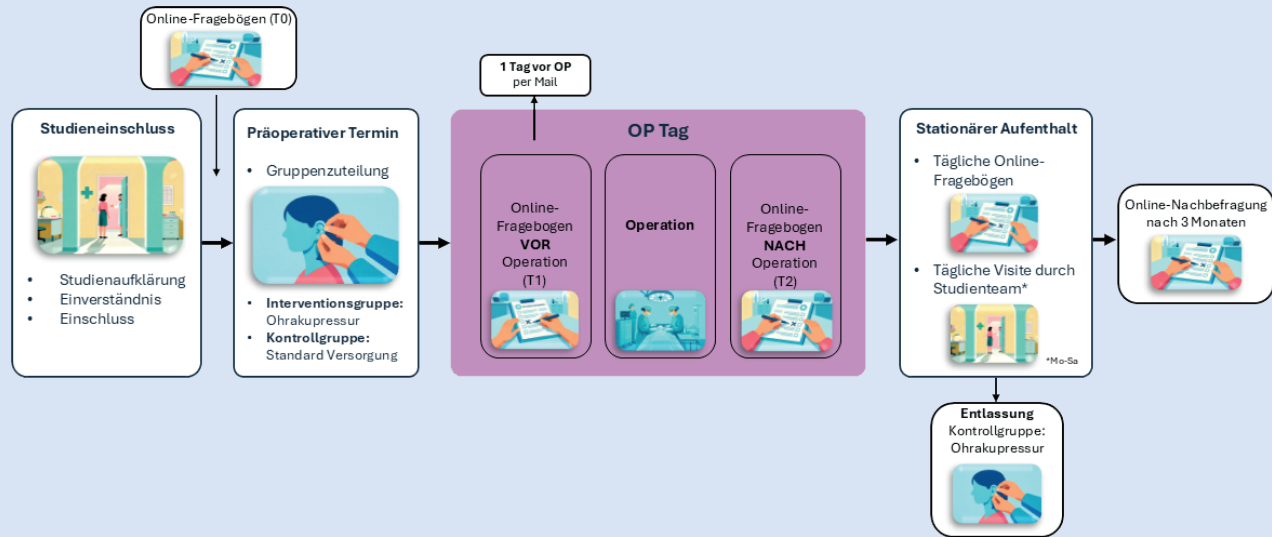 Online-Fragebögen (T0)
Studieneinschluss
• Studienaufklärung
• Einverständnis
• Einschluss
Präoperativer Termin
• Gruppenzuteilung
• Interventionsgruppe:
Ohrakupressur
• Kontrollgruppe:
Standard Versorgung
1 Tag vor OP
per Mail
OP Tag
Online-
Fragebogen
VOR
Operation
(T1)
Operation
Online-
Fragebogen
NACH
Operation
(T2)
Stationärer Aufenthalt
• Tägliche Online-
Fragebögen
• Tägliche Visite durch
Studienteam*
*Mo-Sa
Entlassung
Kontrollgruppe:
Ohrakupressur
Online-Nachbefragung
nach 3 Monaten